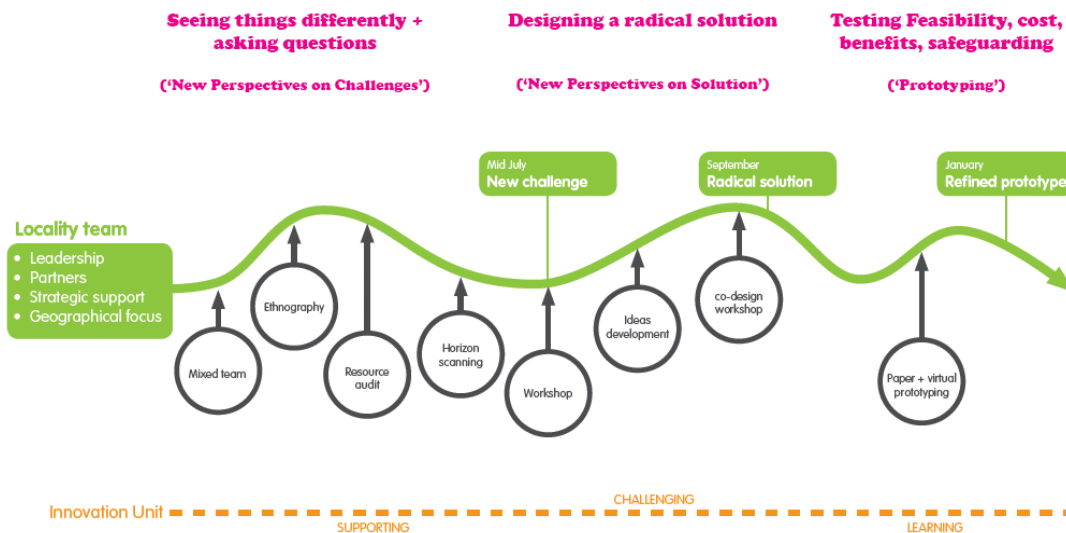 Seeing things differently +
asking questions
(‘New Perspectives on Challenges’)
Designing a radical solution
(‘New Perspectives on Solution’)
Testing Feasibility, cost,
benefits, safeguarding
(‘Prototyping’)
Mid July
New challenge
September
Radical solution
January
Refined prototype
Locality team
• Leadership
• Partners
• Strategic support
• Geographical focus
Mixed team
Ethnography
Resource
audit
Horizon
scanning
Workshop
Ideas
development
co-design
workshop
Paper + virtual
prototyping
Innovation Unit
SUPPORTING
CHALLENGING
LEARNING